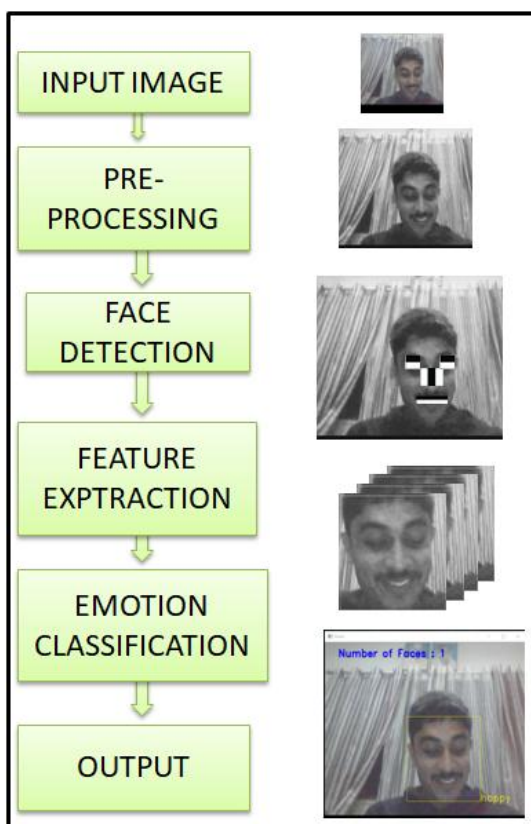 INPUT IMAGE
PRE-
PROCESSING
FACE
DETECTION
FEATURE
EXPTRACTION
EMOTION
CLASSIFICATION
Number of Faces : 1
happy
OUTPUT